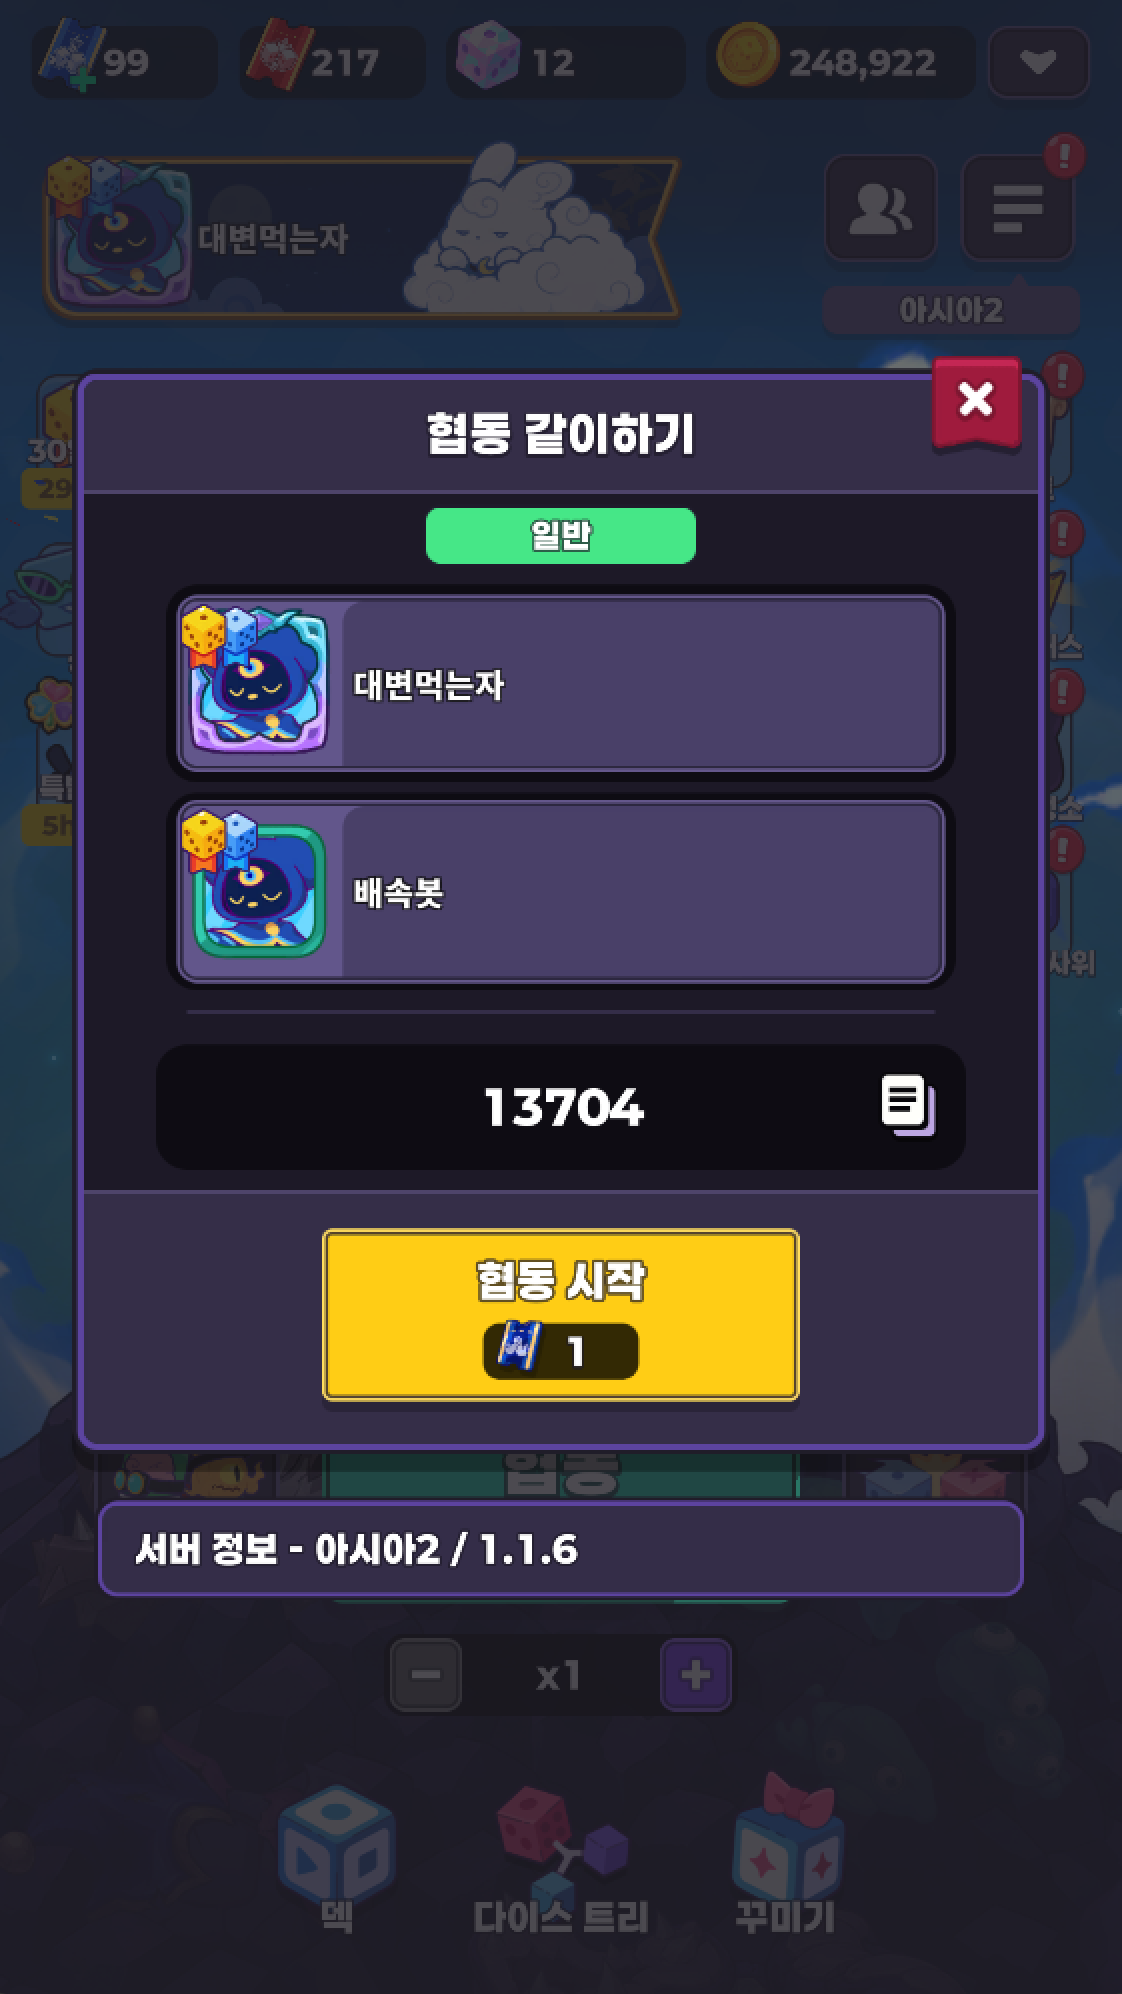 99
217
12
248,922
대변먹는자
아시아2
협동 같이하기
일반
대변먹는자
배속봇
13704
협동 시작
1
협동
서버 정보 - 아시아2 / 1.1.6
x1
덱
다이스 트리
꾸미기